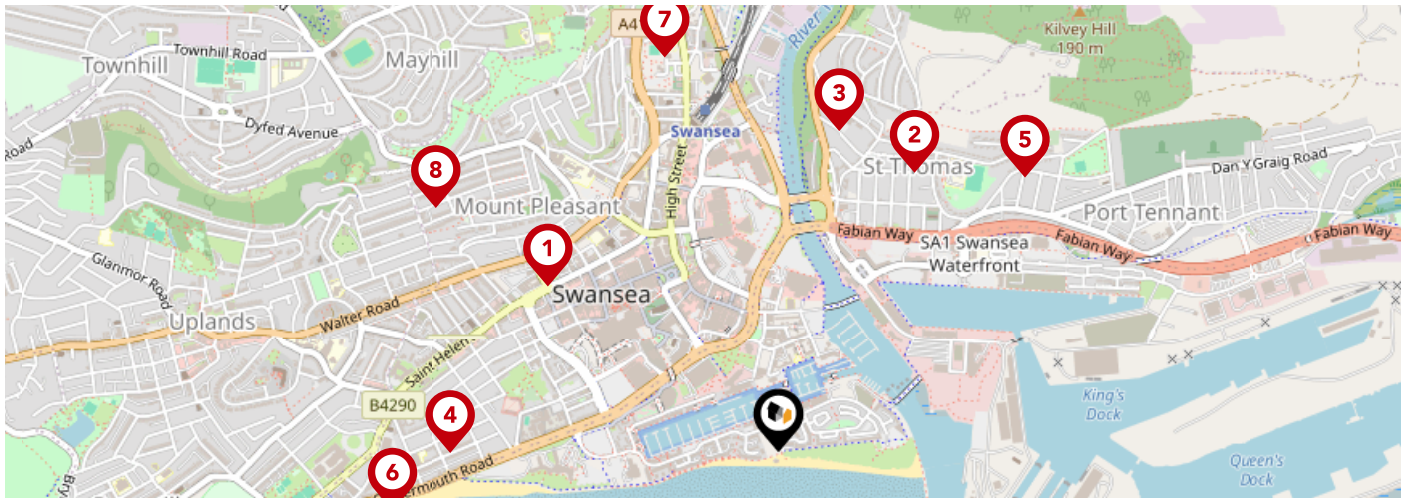 7
A4
River
Kilvey Hill
190 m
Townhill Road
Townhill
Mayhill
3
Dyfed Avenue
Swansea
2
5
Road
8
St Thomas
Dan Y Graig Road
High Street
Mount Pleasant
Port Tennant
1
Fabian Way
Fabian Way
Fabian Way
SA1 Swansea
Waterfront
Glanmor Road
Swansea
Uplands
Walter Road
Saint Helen
B4290
4
King's
Dock
6
ermouth Road
Queen's
Dock
Bry